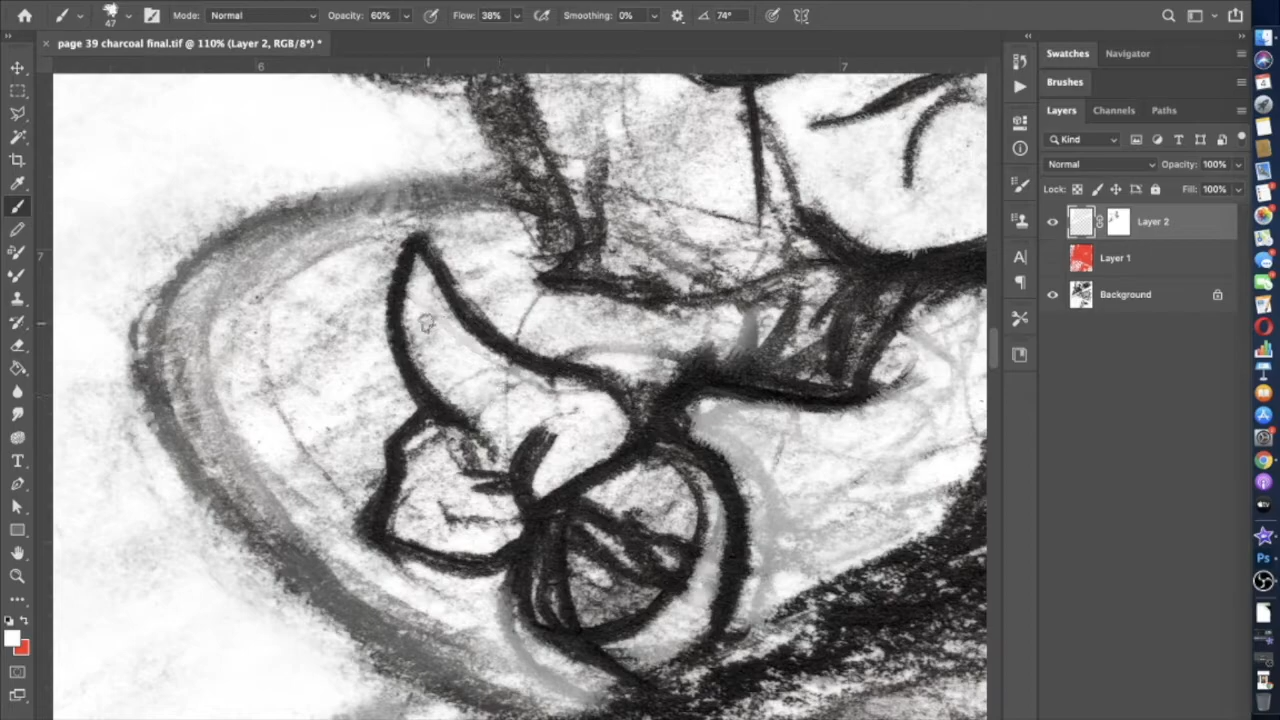 Mode: Normal Opacity: 60% Flow: 38% Smoothing: 0% 74°
47
page 39 charcoal final.tif @ 110% (Layer 2, RGB/8*) *
6 7
7
Swatches Navigator
Brushes
Layers Channels Paths
Kind
Normal Opacity: 100%
Lock: Fill: 100%
Layer 2
Layer 1
Background